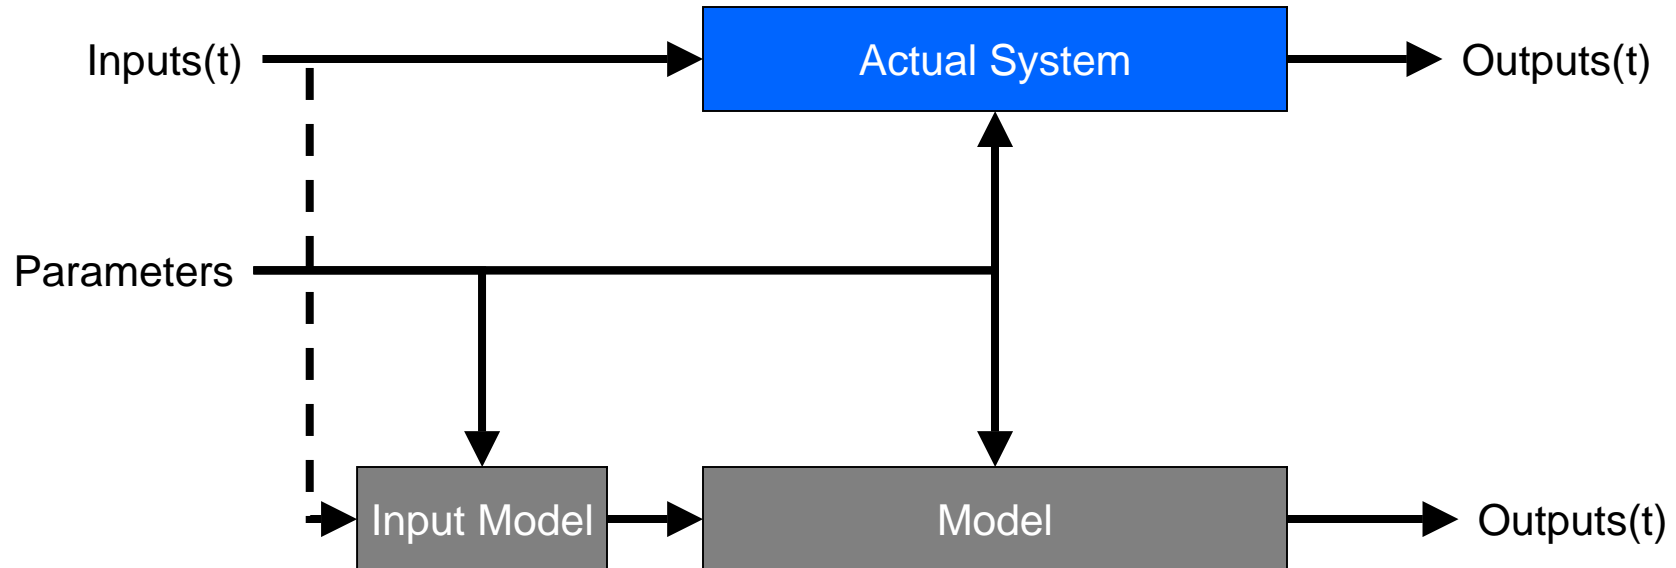 Inputs(t)
Actual System
Outputs(t)
Parameters
Input Model
Model
Outputs(t)